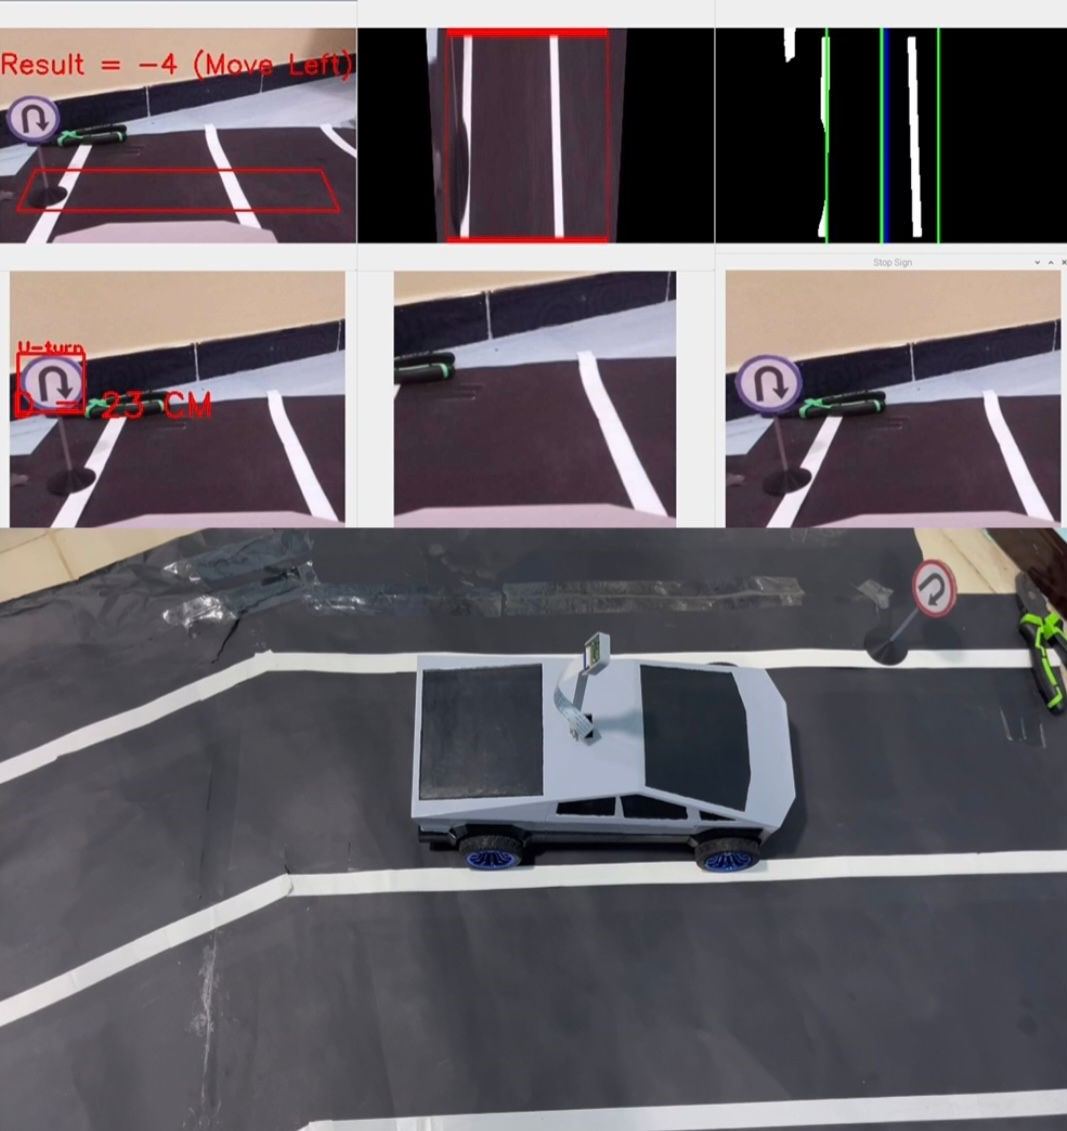 Result = -4 (Move Left)
Stop Sign
U-turn
D = 23 CM